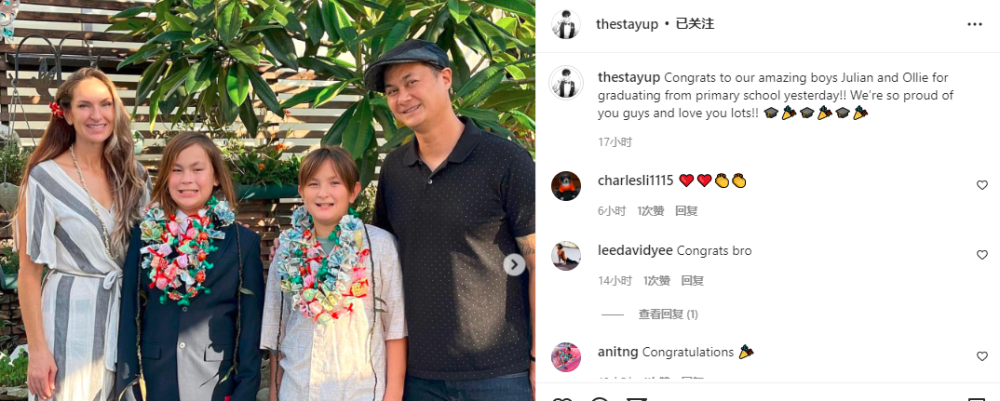 thestayup • 已关注
thestayup Congrats to our amazing boys Julian and Ollie for
graduating from primary school yesterday!! We're so proud of
you guys and love you lots!! 🎓🎉🎓🎉🎓🎉
17小时
charlesli1115 ❤️❤️👏👏
6小时 1次赞 回复
leedavidyee Congrats bro
14小时 1次赞 回复
查看回复 (1)
anitng Congratulations 🎉